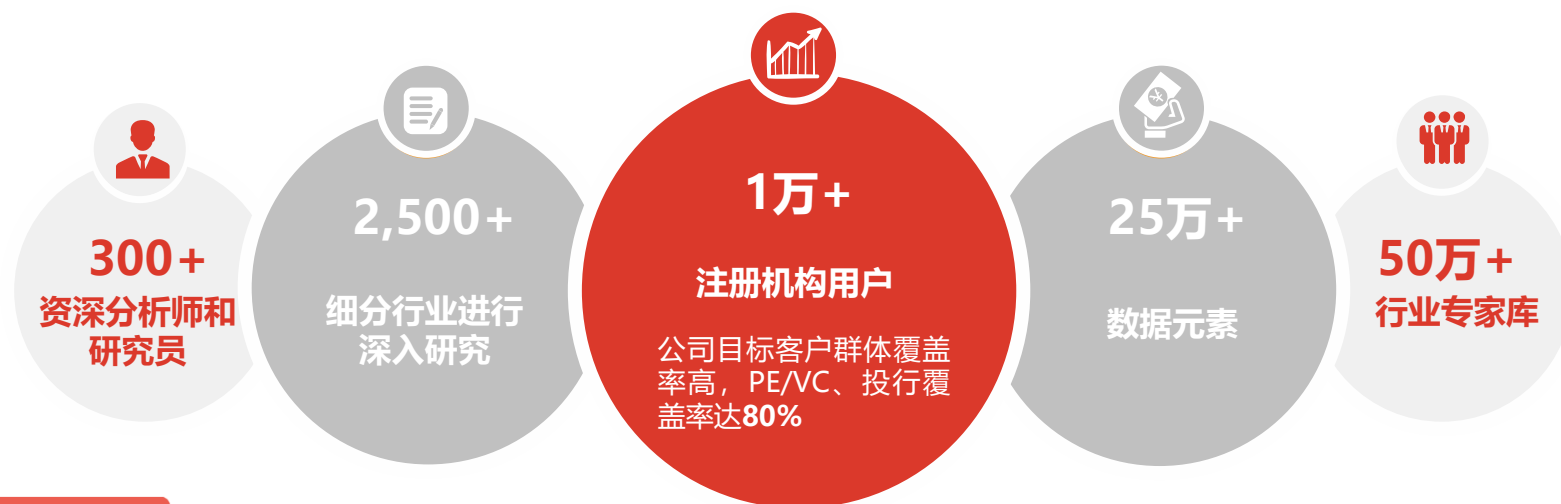 300+
资深分析师和
研究员
2,500+
细分行业进行
深入研究
1万+
注册机构用户
公司目标客户群体覆盖
率高，PE/VC、投行覆
盖率达80%
25万+
数据元素
50万+
行业专家库